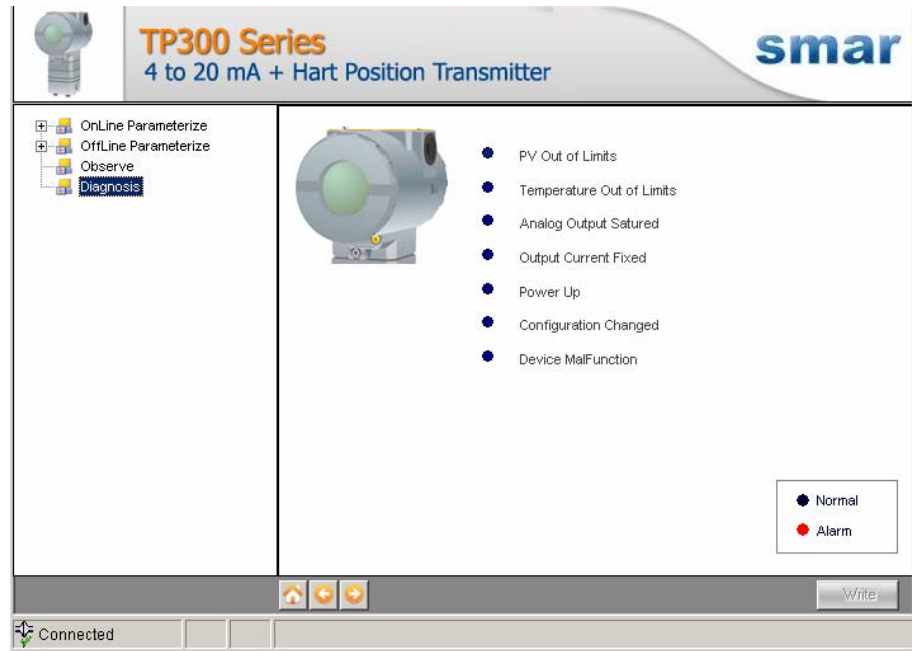 TP300 Series
4 to 20 mA + Hart Position Transmitter
smar
OnLine Parameterize
OffLine Parameterize
Observe
Diagnosis
PV Out of Limits
Temperature Out of Limits
Analog Output Satured
Output Current Fixed
Power Up
Configuration Changed
Device MalFunction
Normal
Alarm
Write
Connected